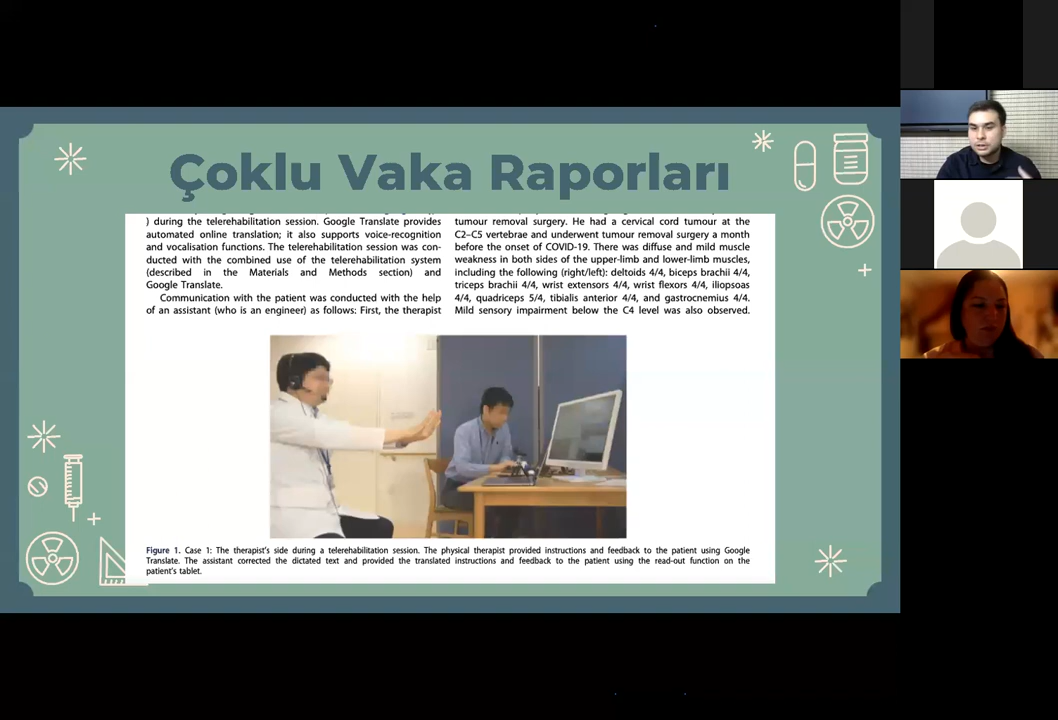 Çoklu Vaka Raporları
) during the telerehabilitation session. Google Translate provides
automated online translation; it also supports voice-recognition
and vocalisation functions. The telerehabilitation session was con-
ducted with the combined use of the telerehabilitation system
(described in the Materials and Methods section) and
Google Translate.
Communication with the patient was conducted with the help
of an assistant (who is an engineer) as follows: First, the therapist
tumour removal surgery. He had a cervical cord tumour at the
C2–C5 vertebrae and underwent tumour removal surgery a month
before the onset of COVID-19. There was diffuse and mild muscle
weakness in both sides of the upper-limb and lower-limb muscles,
including the following (right/left): deltoids 4/4, biceps brachii 4/4,
triceps brachii 4/4, wrist extensors 4/4, wrist flexors 4/4, iliopsoas
4/4, quadriceps 5/4, tibialis anterior 4/4, and gastrocnemius 4/4.
Mild sensory impairment below the C4 level was also observed.
Figure 1. Case 1: The therapist's side during a telerehabilitation session. The physical therapist provided instructions and feedback to the patient using Google
Translate. The assistant corrected the dictated text and provided the translated instructions and feedback to the patient using the read-out function on the
patient's tablet.